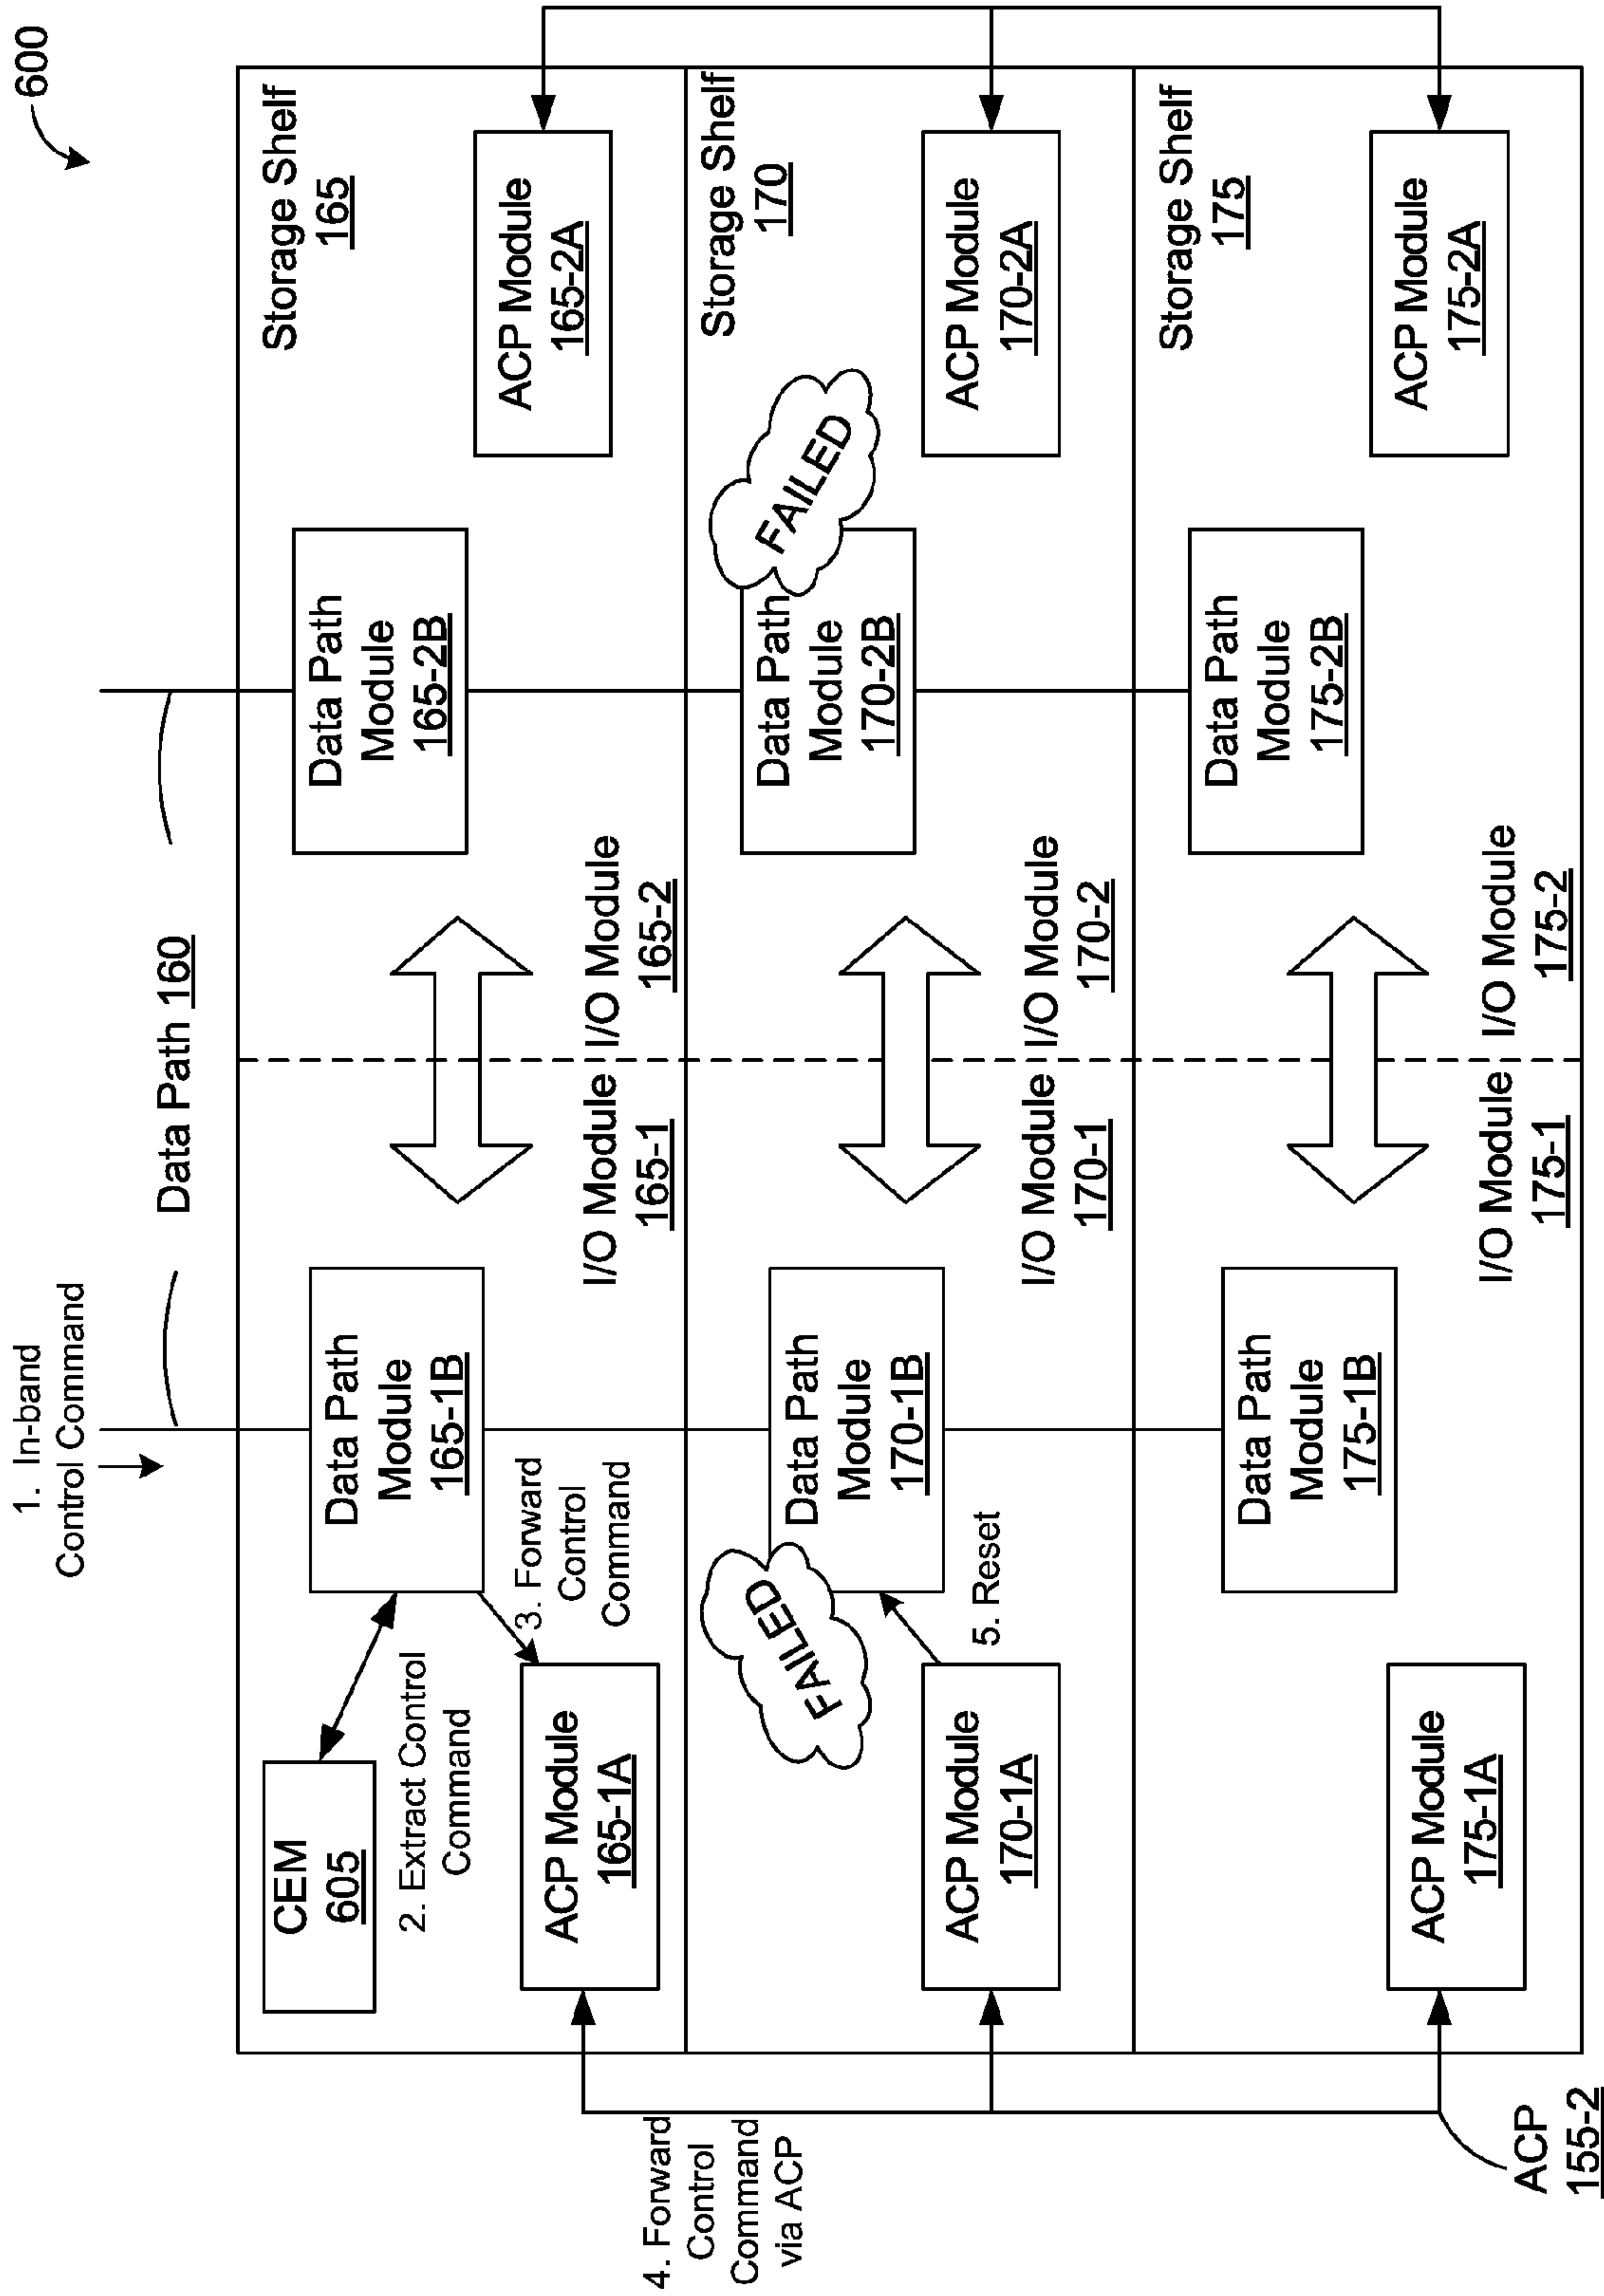 600
1. In-band
Control Command
Data Path 160
CEM
605
2. Extract Control
Command
Data Path
Module
165-1B
3. Forward
Control
Command
ACP Module
165-1A
I/O Module
165-1
I/O Module
165-2
Data Path
Module
165-2B
Storage Shelf
165
ACP Module
165-2A
4. Forward
Control
Command
via ACP
FAILED
Data Path
Module
170-1B
ACP Module
170-1A
5. Reset
I/O Module
170-1
I/O Module
170-2
FAILED
Data Path
Module
170-2B
Storage Shelf
170
ACP Module
170-2A
Data Path
Module
175-1B
ACP Module
175-1A
I/O Module
175-1
I/O Module
175-2
Data Path
Module
175-2B
Storage Shelf
175
ACP Module
175-2A
ACP
155-2